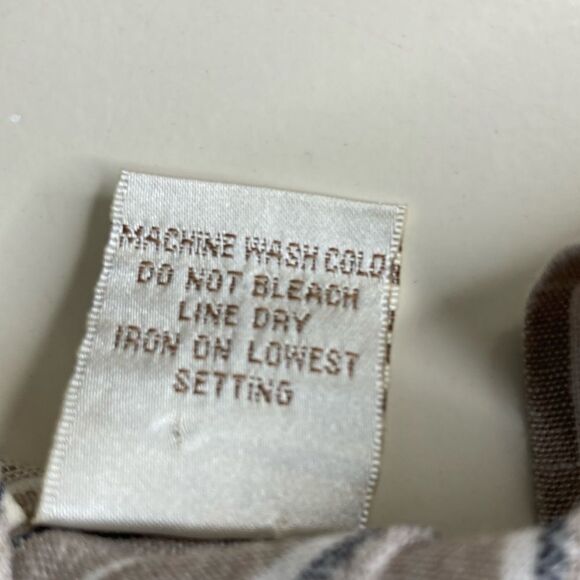 MACHINE WASH COLD
DO NOT BLEACH
LINE DRY
IRON ON LOWEST
SETTING